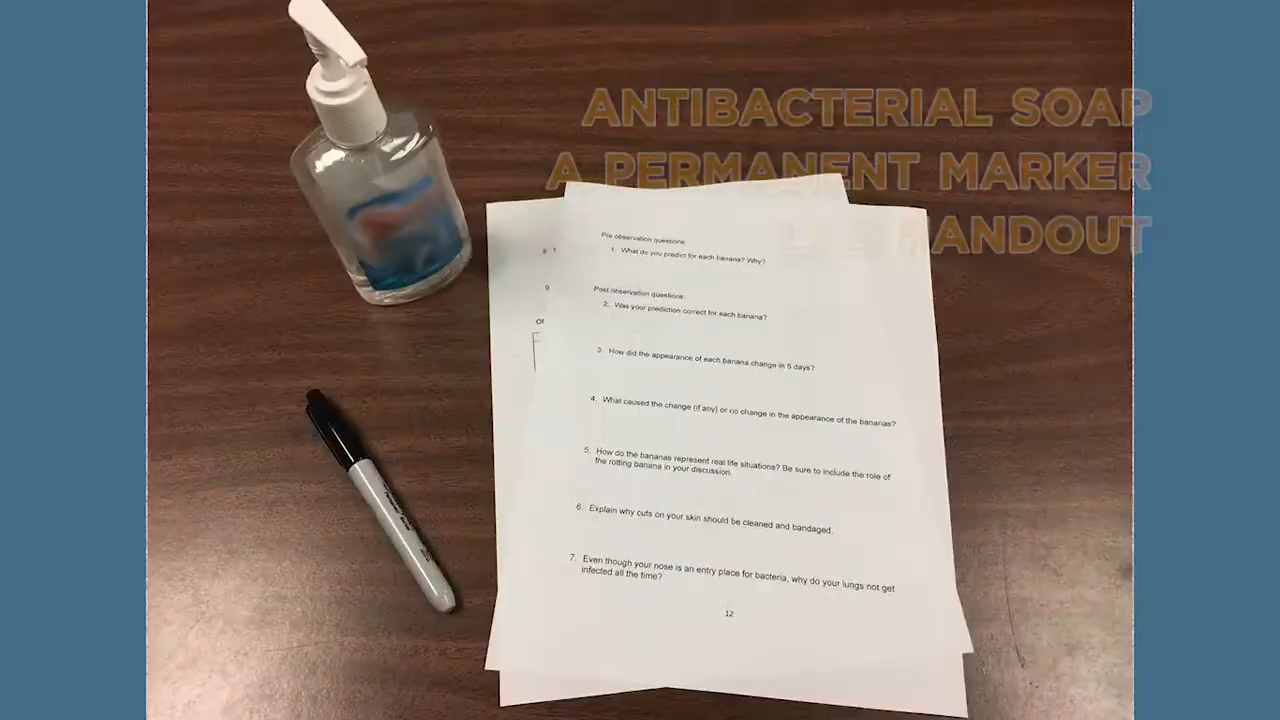 ANTIBACTERIAL SOAP
A PERMANENT MARKER
HANDOUT
Pre observation questions
8. 1
1. What do you predict for each banana? Why?
9
Post observation questions
2. Was your prediction correct for each banana?
3. How did the appearance of each banana change in 5 days?
4. What caused the change (if any) or no change in the appearance of the bananas?
5. How do the bananas represent real life situations? Be sure to include the role of
the rotting banana in your discussion.
6. Explain why cuts on your skin should be cleaned and bandaged.
7. Even though your nose is an entry place for bacteria, why do your lungs not get
infected all the time?
12